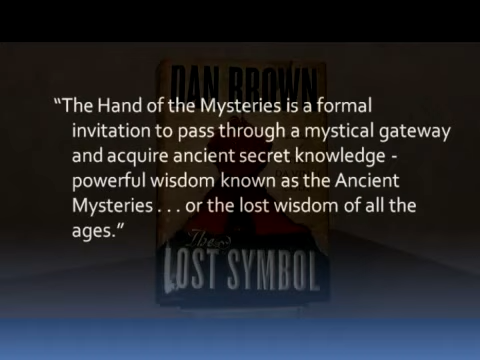 DAN BROWN
“The Hand of the Mysteries is a formal
invitation to pass through a mystical gateway
and acquire ancient secret knowledge -
powerful wisdom known as the Ancient
Mysteries . . . or the lost wisdom of all the
ages.”
The
LOST SYMBOL